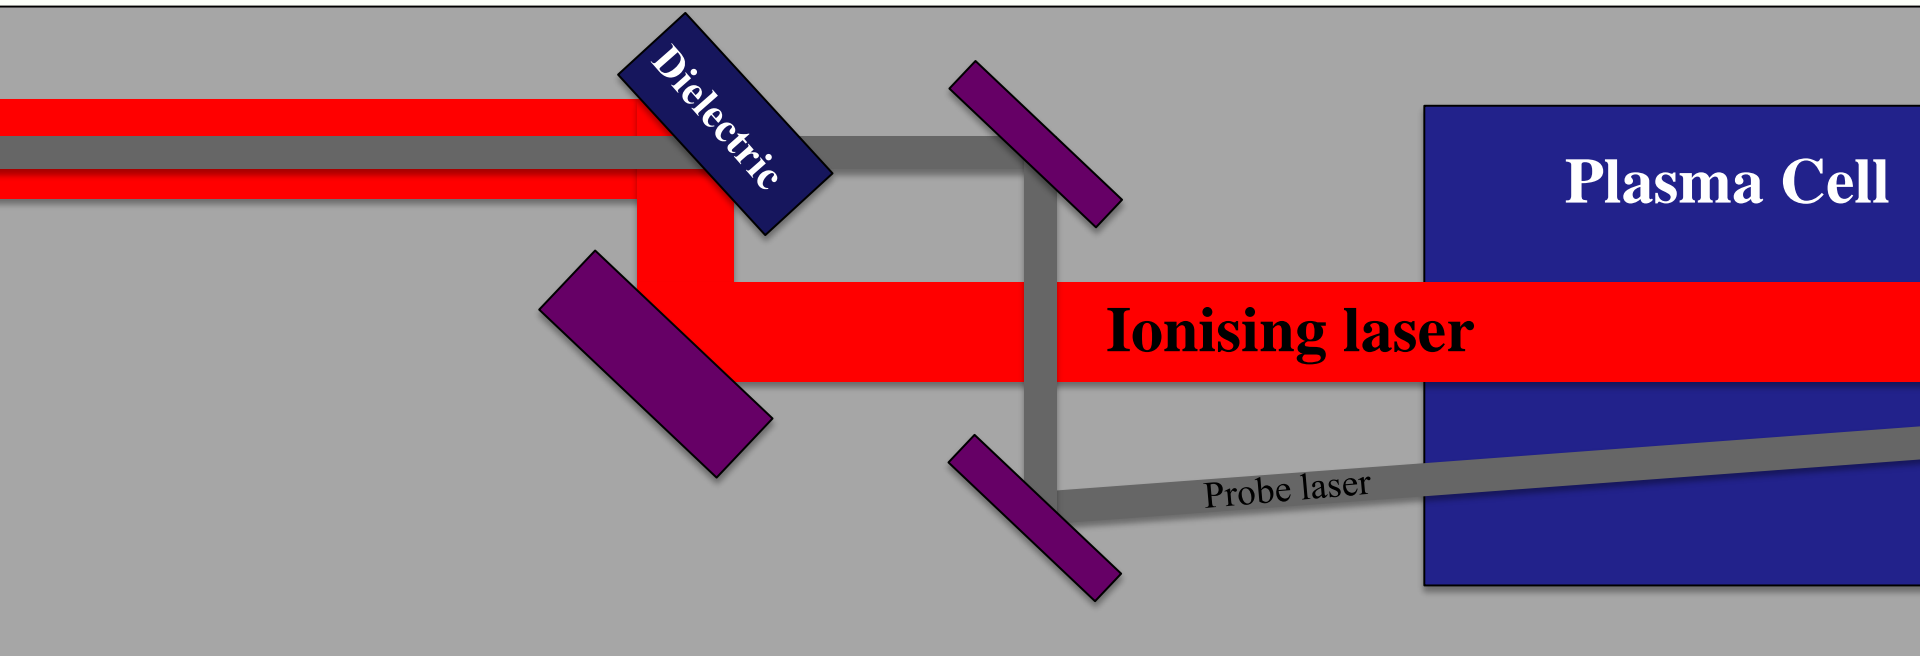 Dielectric
Plasma Cell
Ionising laser
Probe laser